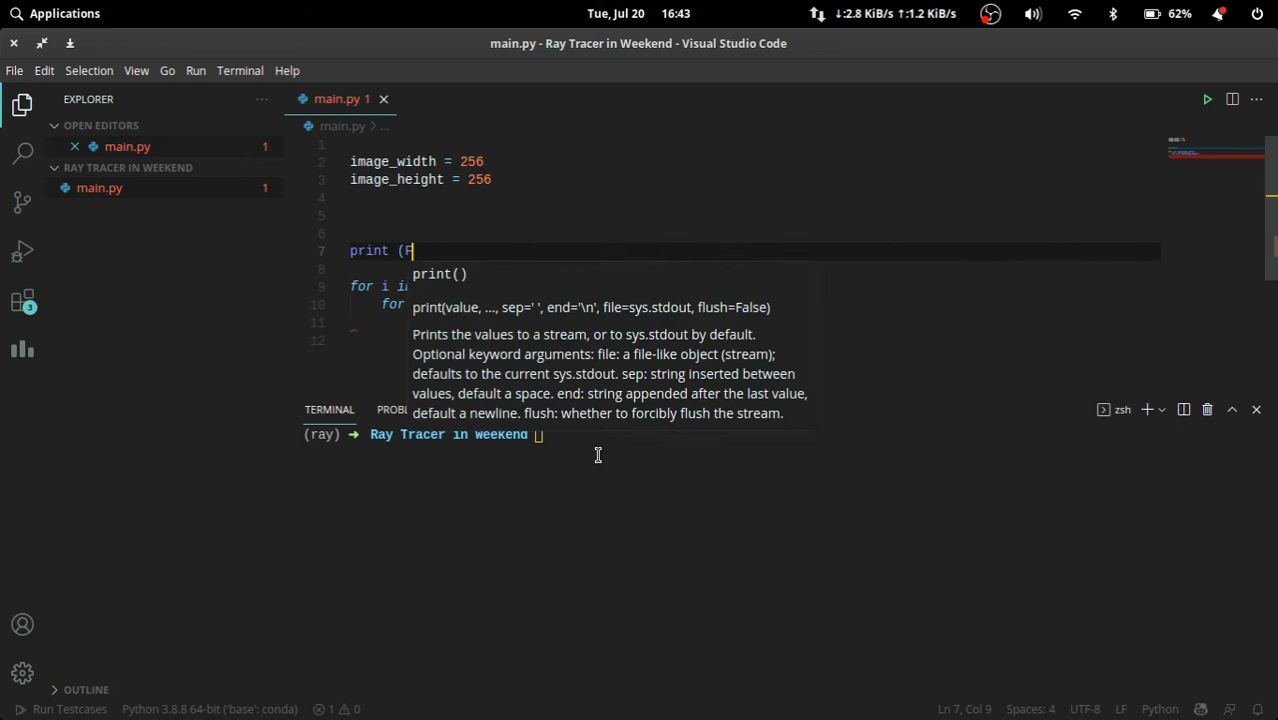 Applications
Tue, Jul 20 16:43
↓:2.8 KiB/s ↑:1.2 KiB/s
62%
main.py - Ray Tracer in Weekend - Visual Studio Code
File Edit Selection View Go Run Terminal Help
EXPLORER ...
main.py 1
OPEN EDITORS
main.py > ...
main.py 1
RAY TRACER IN WEEKEND
main.py 1
1
2 image_width = 256
3 image_height = 256
4
5
6
7 print (F
8
9 for i in
10 for
11
12
print()
print(value, ..., sep=' ', end='\n', file=sys.stdout, flush=False)
Prints the values to a stream, or to sys.stdout by default.
Optional keyword arguments: file: a file-like object (stream);
defaults to the current sys.stdout. sep: string inserted between
values, default a space. end: string appended after the last value,
default a newline. flush: whether to forcibly flush the stream.
3
TERMINAL PROBL
zsh
(ray) ➜ Ray Tracer in Weekend
OUTLINE
Run Testcases Python 3.8.8 64-bit ('base': conda) 1 0
Ln 7, Col 9 Spaces: 4 UTF-8 LF Python